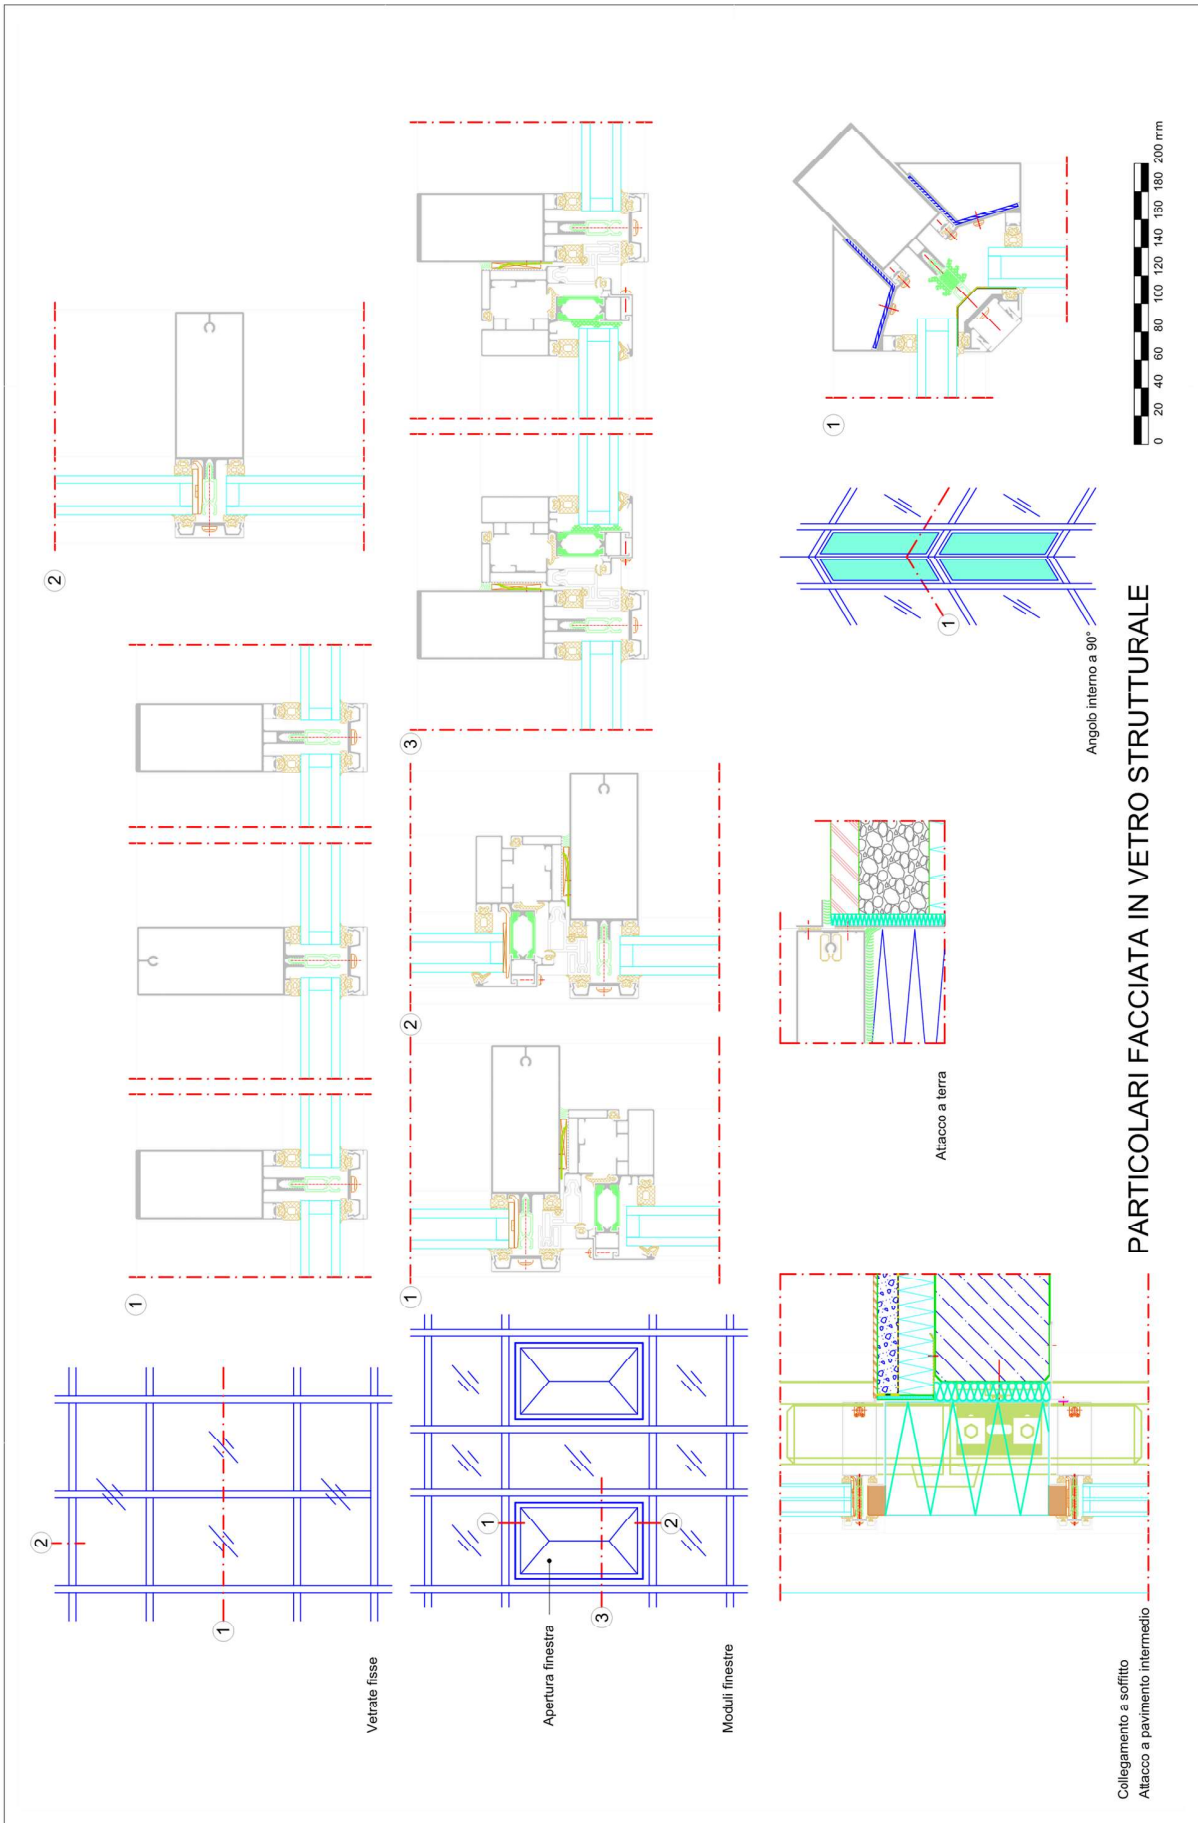 2
1
Vetrate fisse
1
2
Apertura finestra
1
2
3
Moduli finestre
1
2
3
Collegamento a soffitto
Attacco a pavimento intermedio
Attacco a terra
Angolo interno a 90°
1
1
0 20 40 60 80 100 120 140 160 180 200 mm
PARTICOLARI FACCIATA IN VETRO STRUTTURALE
2